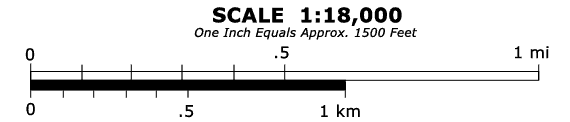 SCALE 1:18,000
One Inch Equals Approx. 1500 Feet
0 .5 1 mi
0 .5 1 km